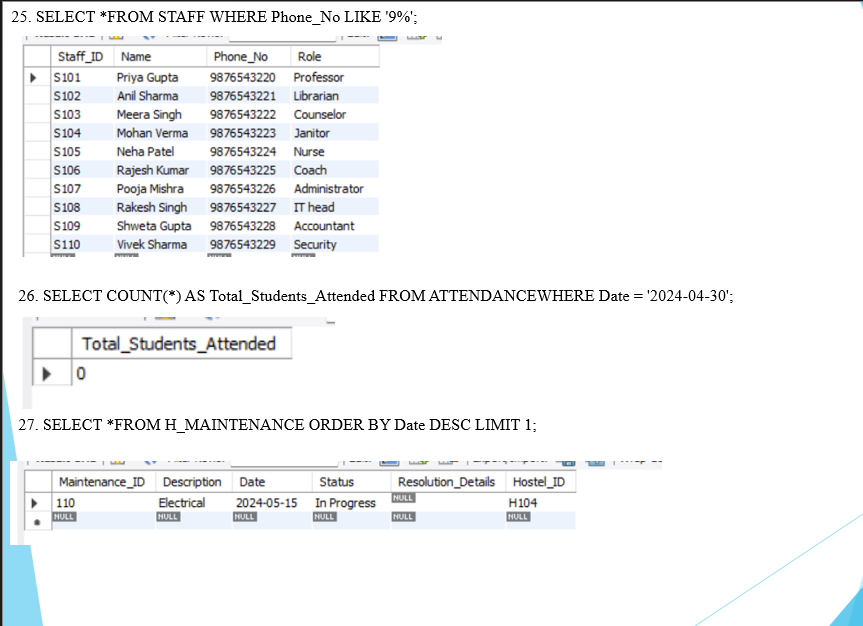 25. SELECT *FROM STAFF WHERE Phone_No LIKE '9%';
Staff_ID Name Phone_No Role
S101 Priya Gupta 9876543220 Professor
S102 Anil Sharma 9876543221 Librarian
S103 Meera Singh 9876543222 Counselor
S104 Mohan Verma 9876543223 Janitor
S105 Neha Patel 9876543224 Nurse
S106 Rajesh Kumar 9876543225 Coach
S107 Pooja Mishra 9876543226 Administrator
S108 Rakesh Singh 9876543227 IT head
S109 Shweta Gupta 9876543228 Accountant
S110 Vivek Sharma 9876543229 Security
26. SELECT COUNT(*) AS Total_Students_Attended FROM ATTENDANCEWHERE Date = '2024-04-30';
Total_Students_Attended
0
27. SELECT *FROM H_MAINTENANCE ORDER BY Date DESC LIMIT 1;
Maintenance_ID Description Date Status Resolution_Details Hostel_ID
110 Electrical 2024-05-15 In Progress NULL H104
NULL NULL NULL NULL NULL NULL